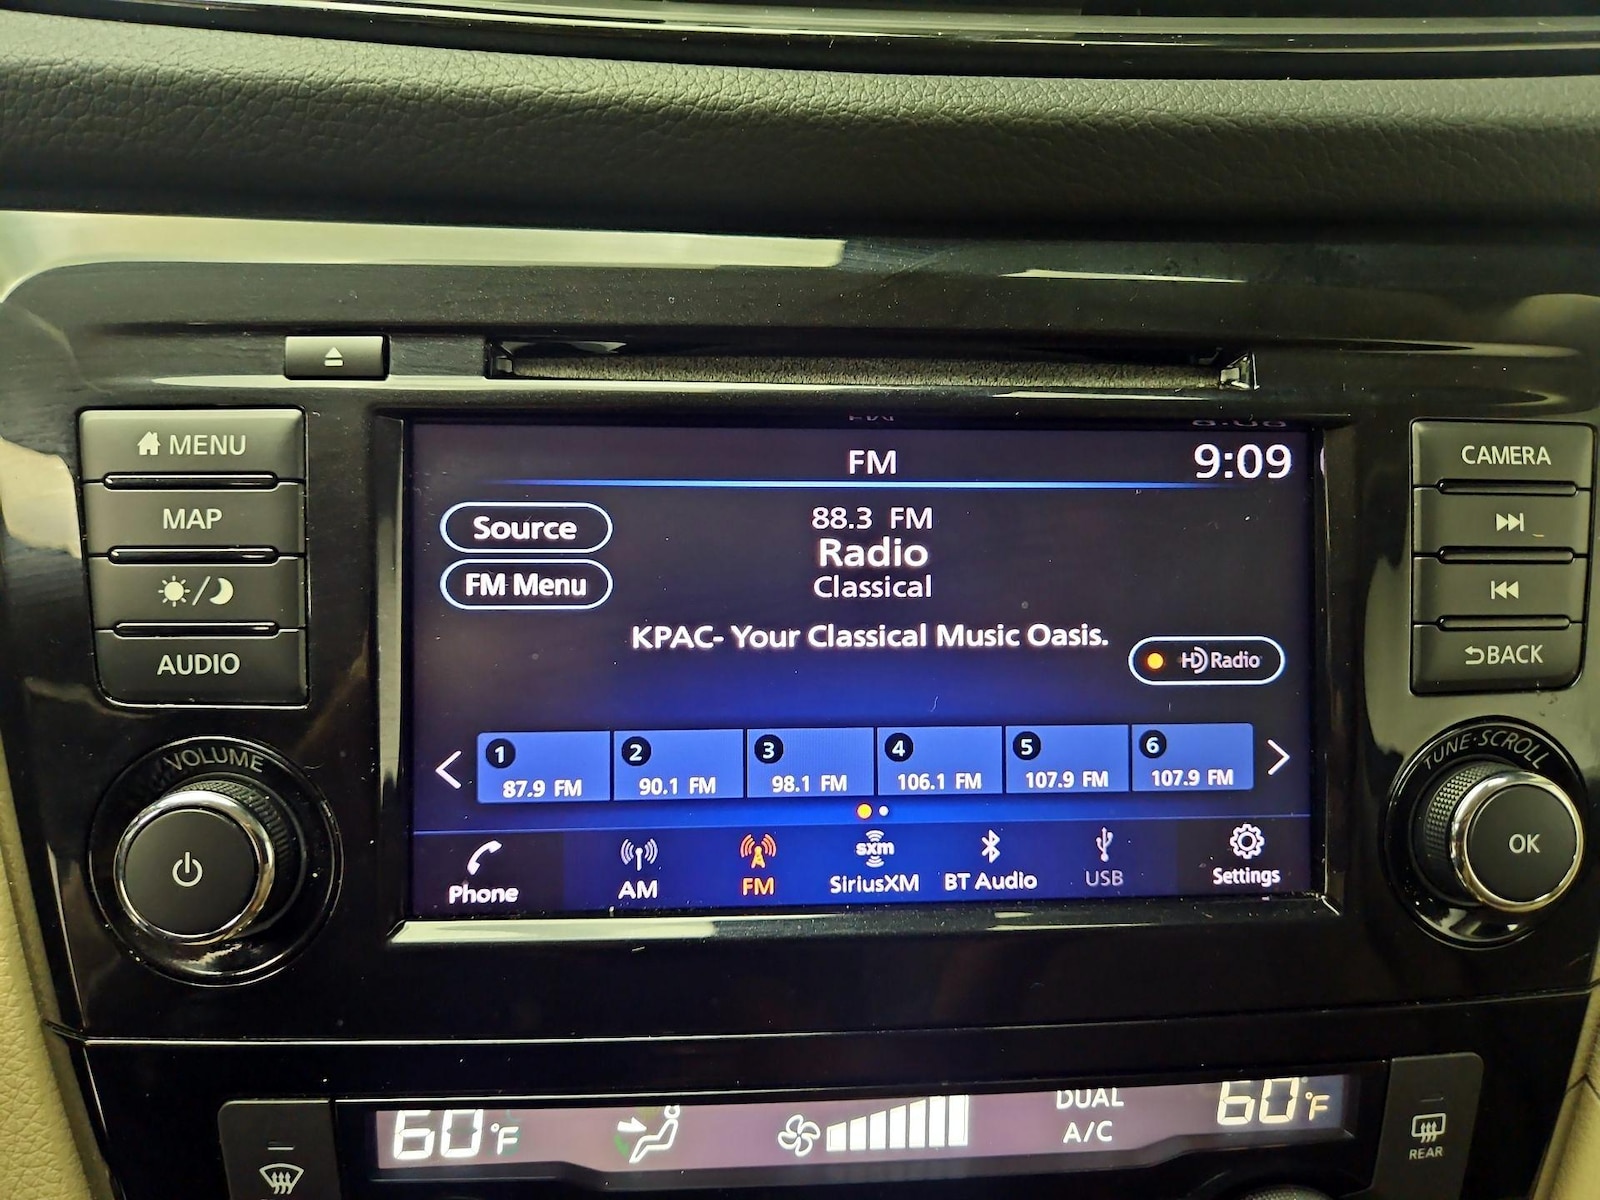 MENU
MAP
AUDIO
VOLUME
FM
9:09
Source
FM Menu
88.3 FM
Radio
Classical
KPAC- Your Classical Music Oasis.
HD Radio
1
87.9 FM
2
90.1 FM
3
98.1 FM
4
106.1 FM
5
107.9 FM
6
107.9 FM
Phone
AM
FM
sxm
SiriusXM
BT Audio
USB
Settings
CAMERA
BACK
TUNE·SCROLL
OK
60°F
DUAL
A/C
60°F
REAR